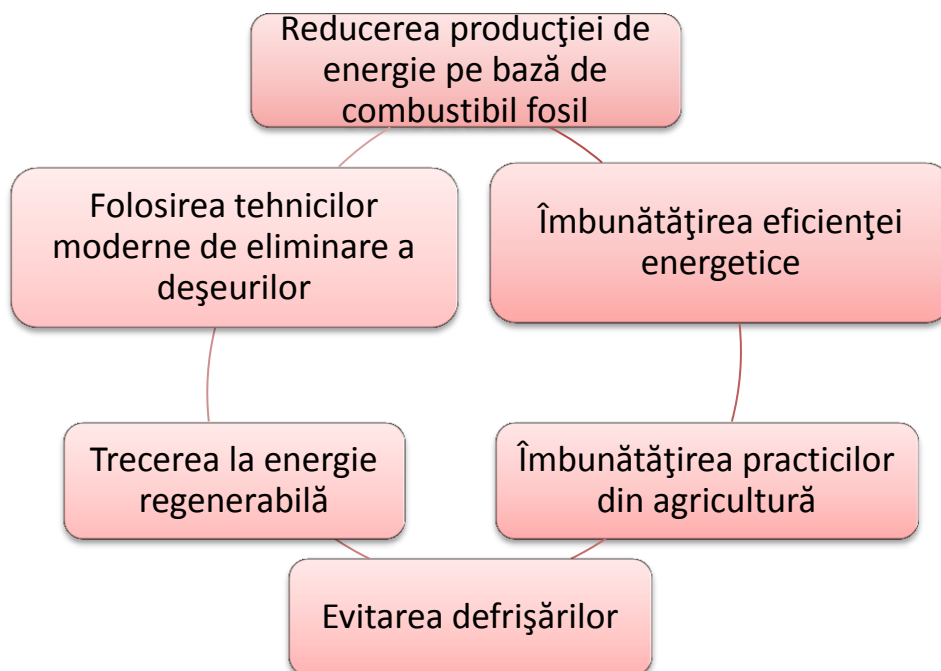 Reducerea producţiei de
energie pe bază de
combustibil fosil
Folosirea tehnicilor
moderne de eliminare a
deşeurilor
Îmbunătăţirea eficienţei
energetice
Trecerea la energie
regenerabilă
Îmbunătăţirea practicilor
din agricultură
Evitarea defrişărilor